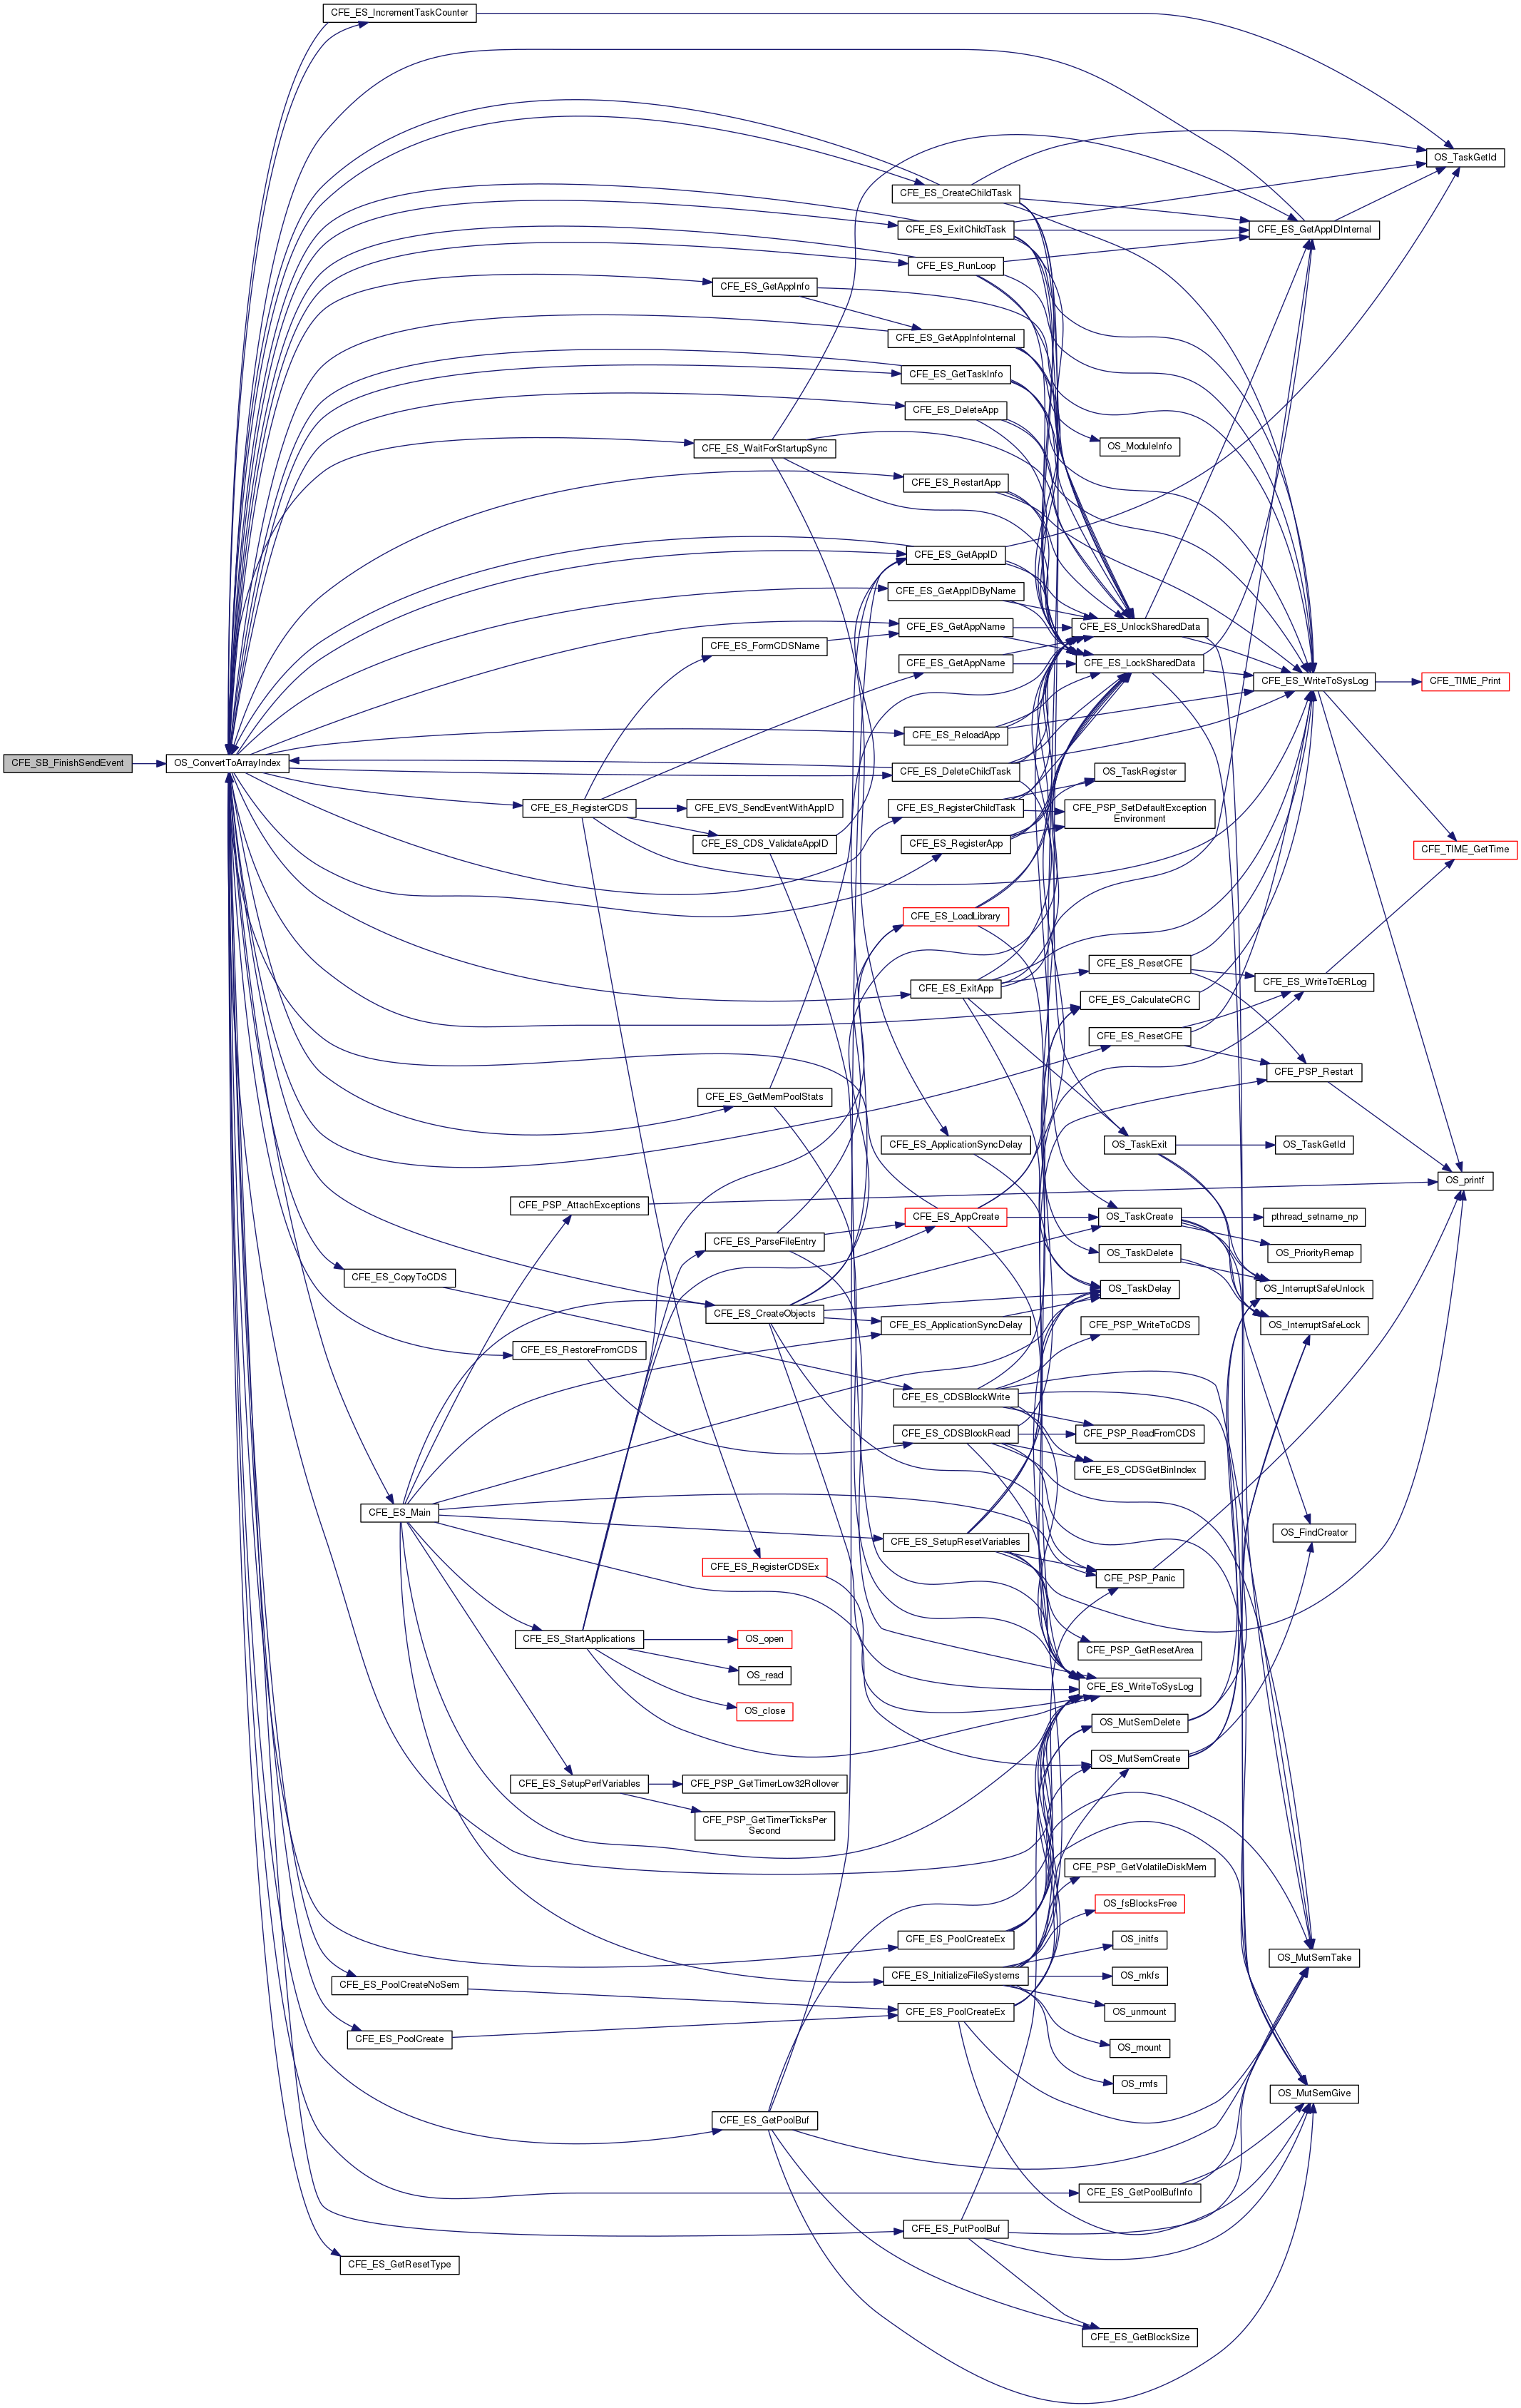 CFE_ES_IncrementTaskCounter
OS_TaskGetId
CFE_ES_CreateChildTask
CFE_ES_ExitChildTask
CFE_ES_GetAppIDInternal
CFE_ES_RunLoop
CFE_ES_GetAppInfo
CFE_ES_GetAppInfoInternal
CFE_ES_GetTaskInfo
CFE_ES_DeleteApp
CFE_ES_WaitForStartupSync
OS_ModuleInfo
CFE_ES_RestartApp
CFE_ES_GetAppID
CFE_ES_GetAppIDByName
CFE_ES_GetAppName
CFE_ES_UnlockSharedData
CFE_ES_FormCDSName
CFE_ES_GetAppName
CFE_ES_LockSharedData
CFE_ES_WriteToSysLog
CFE_TIME_Print
CFE_ES_ReloadApp
CFE_SB_FinishSendEvent
OS_ConvertToArrayIndex
CFE_ES_DeleteChildTask
OS_TaskRegister
CFE_ES_RegisterCDS
CFE_EVS_SendEventWithAppID
CFE_ES_RegisterChildTask
CFE_PSP_SetDefaultException
Environment
CFE_ES_CDS_ValidateAppID
CFE_ES_RegisterApp
CFE_TIME_GetTime
CFE_ES_LoadLibrary
CFE_ES_ResetCFE
CFE_ES_WriteToERLog
CFE_ES_ExitApp
CFE_ES_CalculateCRC
CFE_ES_ResetCFE
CFE_PSP_Restart
CFE_ES_GetMemPoolStats
CFE_ES_ApplicationSyncDelay
OS_TaskExit
OS_TaskGetId
OS_printf
CFE_PSP_AttachExceptions
CFE_ES_AppCreate
OS_TaskCreate
pthread_setname_np
CFE_ES_ParseFileEntry
OS_TaskDelete
OS_PriorityRemap
CFE_ES_CopyToCDS
OS_TaskDelay
OS_InterruptSafeUnlock
CFE_ES_CreateObjects
CFE_ES_ApplicationSyncDelay
CFE_PSP_WriteToCDS
OS_InterruptSafeLock
CFE_ES_RestoreFromCDS
CFE_ES_CDSBlockWrite
CFE_ES_CDSBlockRead
CFE_PSP_ReadFromCDS
CFE_ES_CDSGetBinIndex
CFE_ES_Main
OS_FindCreator
CFE_ES_SetupResetVariables
CFE_ES_RegisterCDSEx
CFE_PSP_Panic
CFE_ES_StartApplications
OS_open
CFE_PSP_GetResetArea
OS_read
CFE_ES_WriteToSysLog
OS_close
OS_MutSemDelete
OS_MutSemCreate
CFE_ES_SetupPerfVariables
CFE_PSP_GetTimerLow32Rollover
CFE_PSP_GetTimerTicksPer
Second
CFE_PSP_GetVolatileDiskMem
OS_fsBlocksFree
CFE_ES_PoolCreateEx
OS_initfs
OS_MutSemTake
CFE_ES_PoolCreateNoSem
CFE_ES_InitializeFileSystems
OS_mkfs
CFE_ES_PoolCreateEx
OS_unmount
CFE_ES_PoolCreate
OS_mount
OS_rmfs
OS_MutSemGive
CFE_ES_GetPoolBuf
CFE_ES_GetPoolBufInfo
CFE_ES_PutPoolBuf
CFE_ES_GetResetType
CFE_ES_GetBlockSize